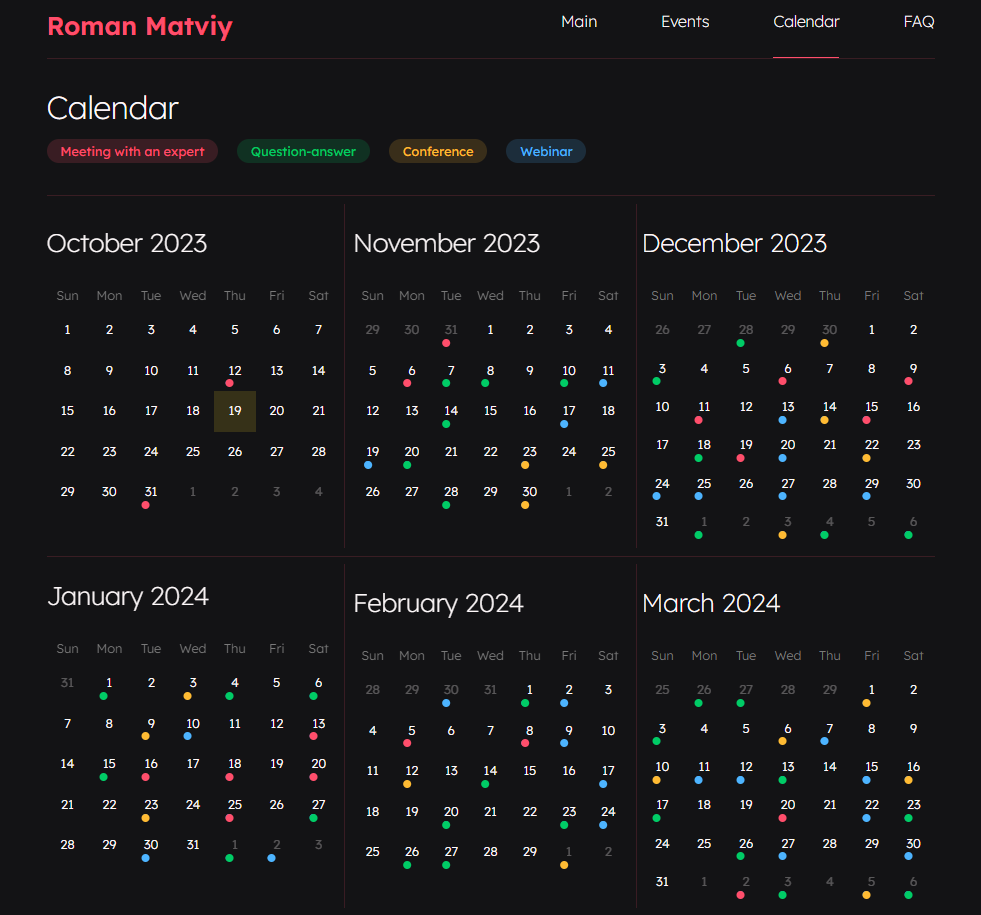 Roman Matviy Main Events Calendar FAQ
Calendar
Meeting with an expert Question-answer Conference Webinar
October 2023
Sun Mon Tue Wed Thu Fri Sat
1 2 3 4 5 6 7
8 9 10 11 12 13 14
15 16 17 18 19 20 21
22 23 24 25 26 27 28
29 30 31 1 2 3 4
November 2023
Sun Mon Tue Wed Thu Fri Sat
29 30 31 1 2 3 4
5 6 7 8 9 10 11
12 13 14 15 16 17 18
19 20 21 22 23 24 25
26 27 28 29 30 1 2
December 2023
Sun Mon Tue Wed Thu Fri Sat
26 27 28 29 30 1 2
3 4 5 6 7 8 9
10 11 12 13 14 15 16
17 18 19 20 21 22 23
24 25 26 27 28 29 30
31 1 2 3 4 5 6
January 2024
Sun Mon Tue Wed Thu Fri Sat
31 1 2 3 4 5 6
7 8 9 10 11 12 13
14 15 16 17 18 19 20
21 22 23 24 25 26 27
28 29 30 31 1 2 3
February 2024
Sun Mon Tue Wed Thu Fri Sat
28 29 30 31 1 2 3
4 5 6 7 8 9 10
11 12 13 14 15 16 17
18 19 20 21 22 23 24
25 26 27 28 29 1 2
March 2024
Sun Mon Tue Wed Thu Fri Sat
25 26 27 28 29 1 2
3 4 5 6 7 8 9
10 11 12 13 14 15 16
17 18 19 20 21 22 23
24 25 26 27 28 29 30
31 1 2 3 4 5 6